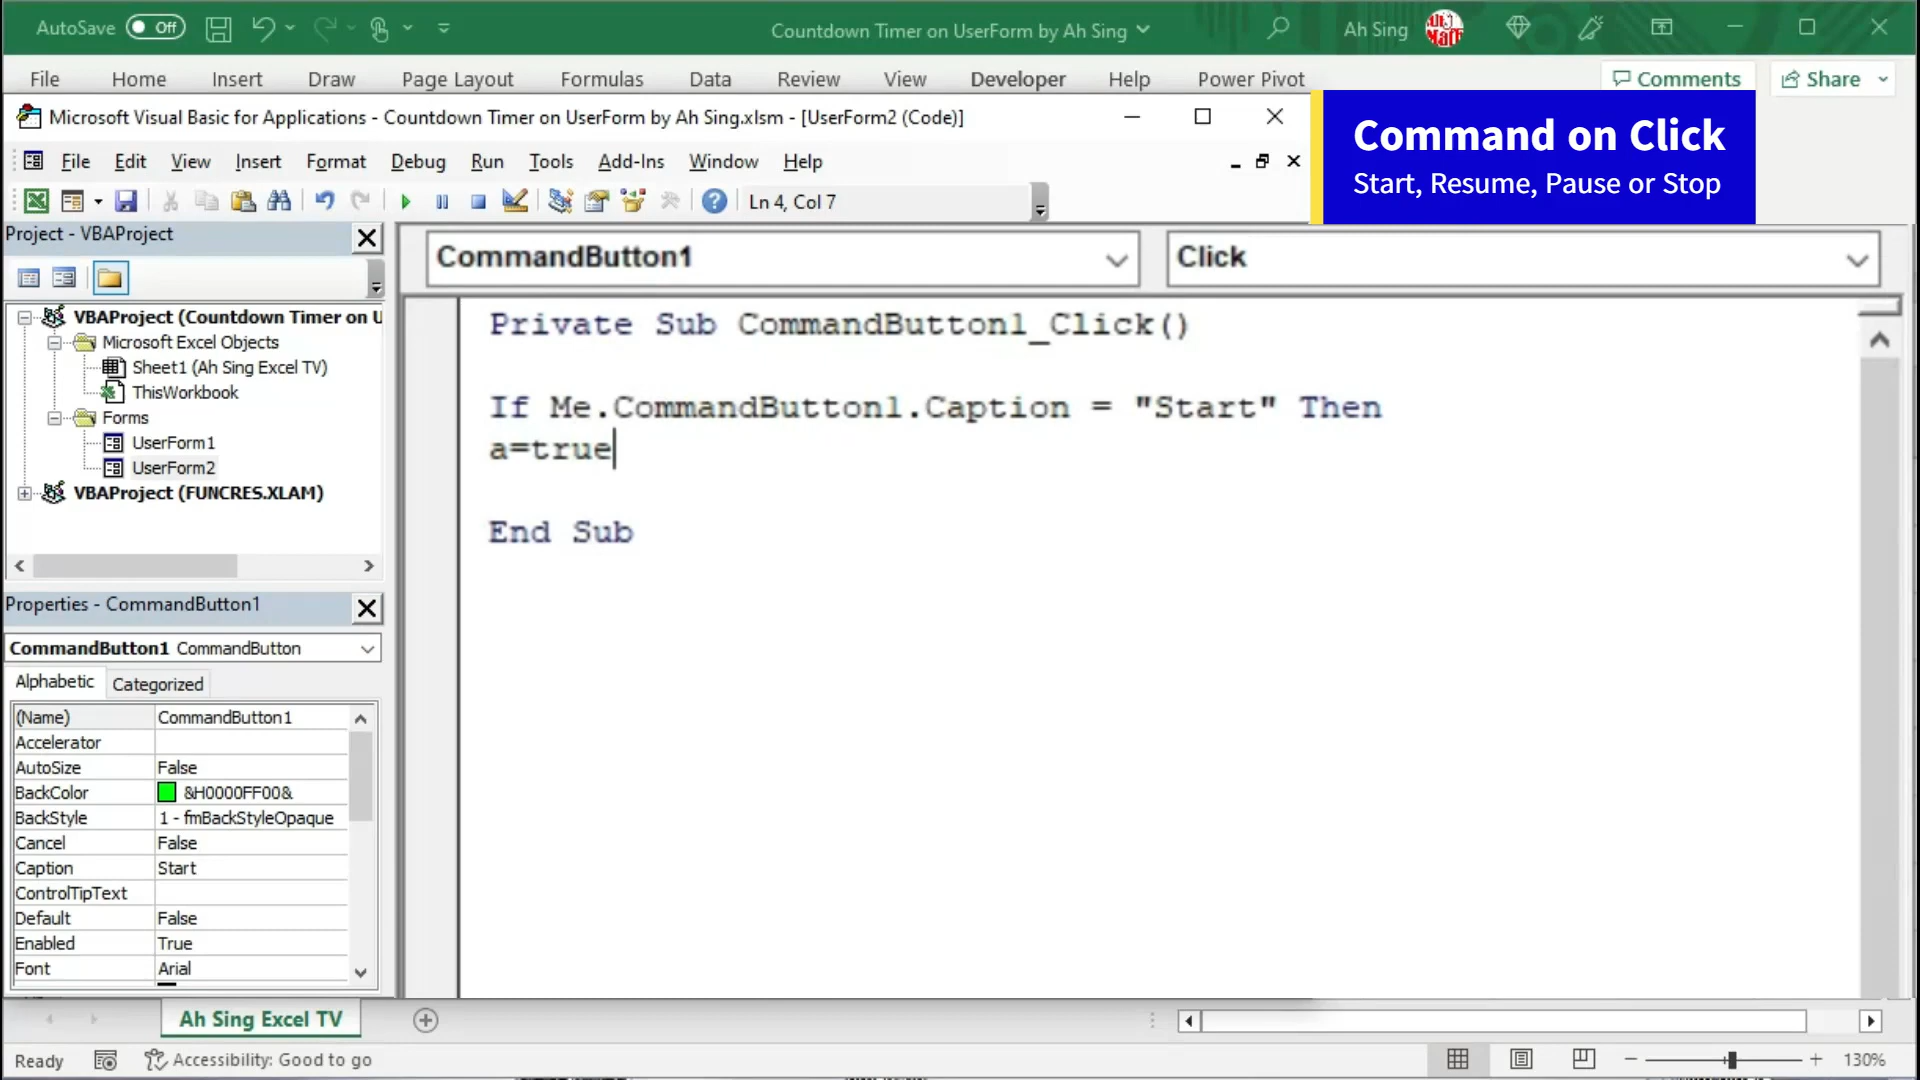 AutoSave Off
Countdown Timer on UserForm by Ah Sing
Ah Sing
File Home Insert Draw Page Layout Formulas Data Review View Developer Help Power Pivot
Comments Share
Microsoft Visual Basic for Applications - Countdown Timer on UserForm by Ah Sing.xlsm - [UserForm2 (Code)]
Command on Click
Start, Resume, Pause or Stop
File Edit View Insert Format Debug Run Tools Add-Ins Window Help
Ln 4, Col 7
Project - VBAProject
CommandButton1
Click
VBAProject (Countdown Timer on U
Microsoft Excel Objects
Sheet1 (Ah Sing Excel TV)
ThisWorkbook
Forms
UserForm1
UserForm2
VBAProject (FUNCRES.XLAM)
Private Sub CommandButton1_Click()
If Me.CommandButton1.Caption = "Start" Then
a=true
End Sub
Properties - CommandButton1
CommandButton1 CommandButton
Alphabetic Categorized
(Name) CommandButton1
Accelerator
AutoSize False
BackColor &H0000FF00&
BackStyle 1 - fmBackStyleOpaque
Cancel False
Caption Start
ControlTipText
Default False
Enabled True
Font Arial
Ah Sing Excel TV
Ready
Accessibility: Good to go
130%